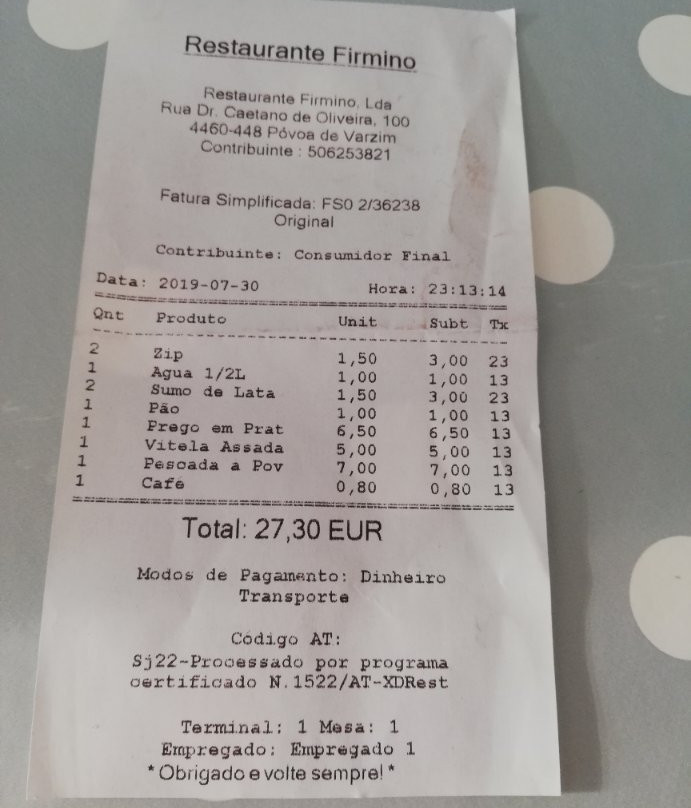 Restaurante Firmino
Restaurante Firmino, Lda
Rua Dr. Caetano de Oliveira, 100
4460-448 Póvoa de Varzim
Contribuinte : 506253821
Fatura Simplificada: FS0 2/36238
Original
Contribuinte: Consumidor Final
Data: 2019-07-30 Hora: 23:13:14
Qnt Produto Unit Subt Tx
2 Zip 1,50 3,00 23
1 Agua 1/2L 1,00 1,00 13
2 Sumo de Lata 1,50 3,00 23
1 Pão 1,00 1,00 13
1 Prego em Prat 6,50 6,50 13
1 Vitela Assada 5,00 5,00 13
1 Pescada a Pov 7,00 7,00 13
1 Café 0,80 0,80 13
Total: 27,30 EUR
Modos de Pagamento: Dinheiro
Transporte
Código AT:
Sj22-Processado por programa
certificado N.1522/AT-XDRest
Terminal: 1 Mesa: 1
Empregado: Empregado 1
* Obrigado e volte sempre! *